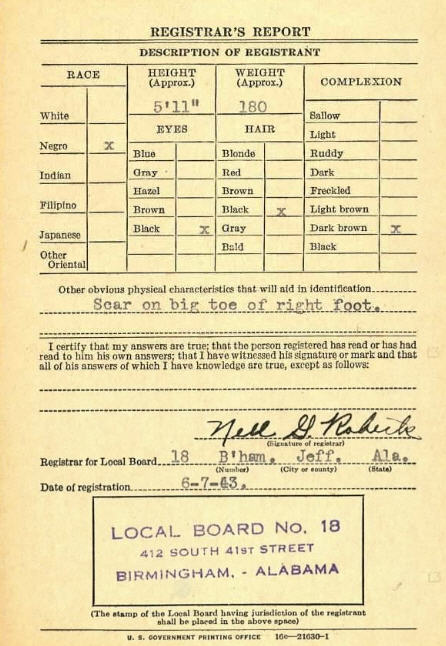 REGISTRAR'S REPORT
DESCRIPTION OF REGISTRANT
RACE
HEIGHT (Approx.)
WEIGHT (Approx.)
COMPLEXION
5'11"
180
EYES
HAIR
White
Negro X
Indian
Filipino
Japanese
Other Oriental
Blue
Gray
Hazel
Brown
Black X
Blonde
Red
Brown
Black X
Gray
Bald
Sallow
Light
Ruddy
Dark
Freckled
Light brown
Dark brown X
Black
Other obvious physical characteristics that will aid in identification
Scar on big toe of right foot.
I certify that my answers are true; that the person registered has read or has had
read to him his own answers; that I have witnessed his signature or mark and that
all of his answers of which I have knowledge are true, except as follows:
Nell G. Roberts
(Signature of registrar)
Registrar for Local Board 18 B'ham. Jeff. Ala.
(Number) (City or county) (State)
Date of registration 6-7-43.
LOCAL BOARD No. 18
412 SOUTH 41ST STREET
BIRMINGHAM, - ALABAMA
(The stamp of the Local Board having jurisdiction of the registrant
shall be placed in the above space)
U. S. GOVERNMENT PRINTING OFFICE 16c—21630-1